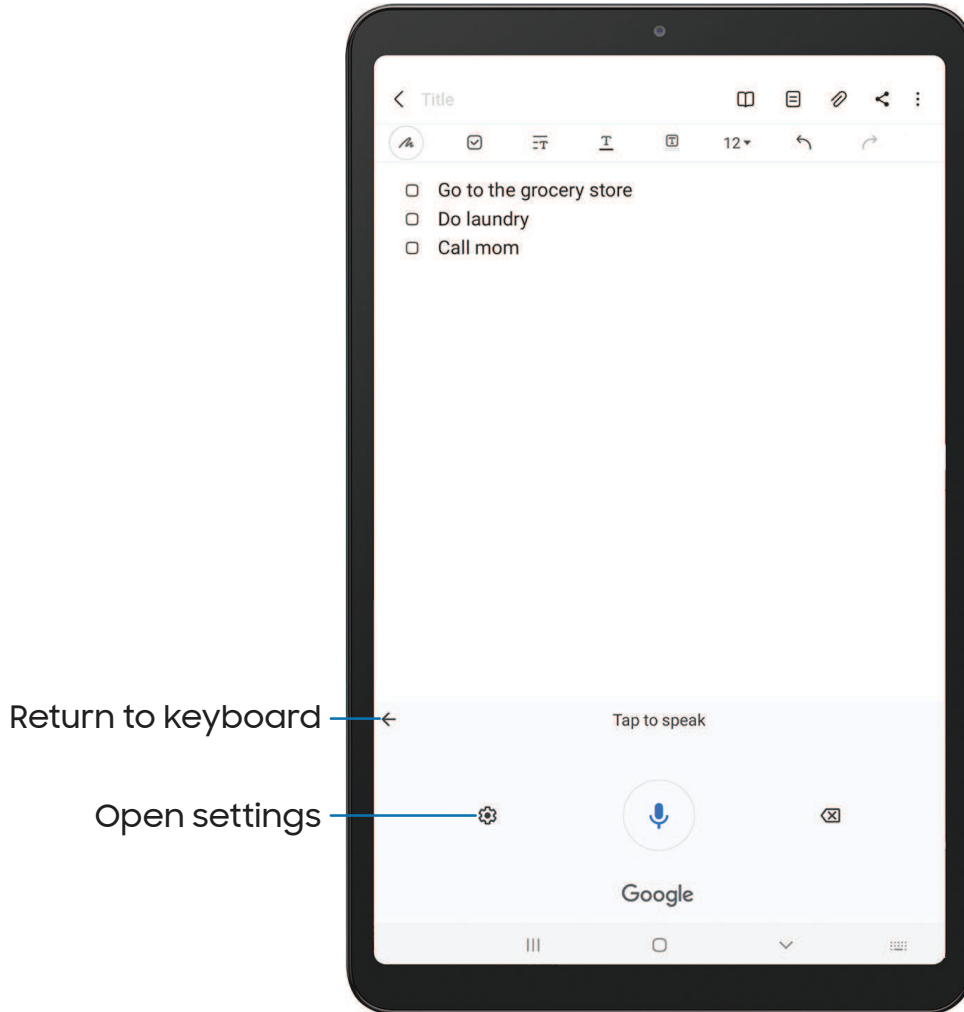 Title
12
Go to the grocery store
Do laundry
Call mom
Return to keyboard
Tap to speak
Open settings
Google